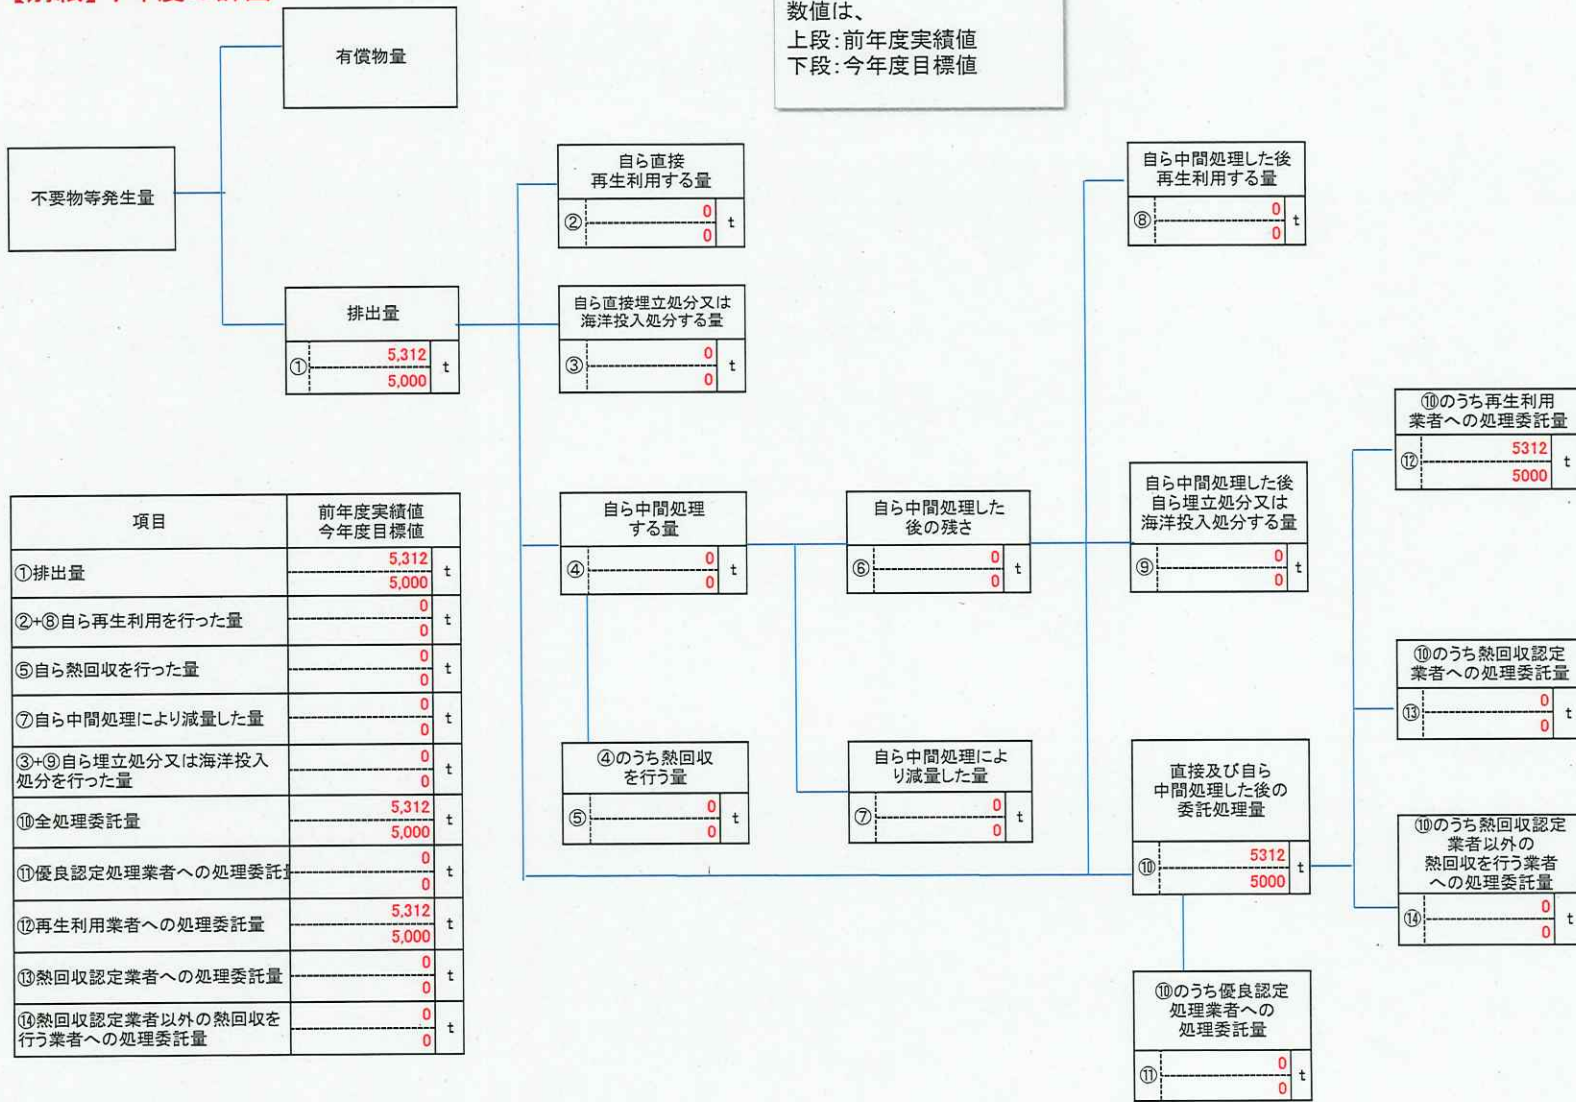 数値は、
上段:前年度実績値
下段:今年度目標値
有償物量
不要物等発生量
排出量
①
5,312
5,000
t
自ら直接
再生利用する量
②
0
0
t
自ら直接埋立処分又は
海洋投入処分する量
③
0
0
t
自ら中間処理
する量
④
0
0
t
④のうち熱回収
を行う量
⑤
0
0
t
自ら中間処理した
後の残さ
⑥
0
0
t
自ら中間処理によ
り減量した量
⑦
0
0
t
自ら中間処理した後
再生利用する量
⑧
0
0
t
自ら中間処理した後
自ら埋立処分又は
海洋投入処分する量
⑨
0
0
t
直接及び自ら
中間処理した後の
委託処理量
⑩
5312
5000
t
⑩のうち優良認定
処理業者への
処理委託量
⑪
0
0
t
⑩のうち再生利用
業者への処理委託量
⑫
5312
5000
t
⑩のうち熱回収認定
業者への処理委託量
⑬
0
0
t
⑩のうち熱回収認定
業者以外の
熱回収を行う業者
への処理委託量
⑭
0
0
t
項目
前年度実績値
今年度目標値
①排出量
5,312
5,000
t
②+⑧自ら再生利用を行った量
0
0
t
⑤自ら熱回収を行った量
0
0
t
⑦自ら中間処理により減量した量
0
0
t
③+⑨自ら埋立処分又は海洋投入
処分を行った量
0
0
t
⑩全処理委託量
5,312
5,000
t
⑪優良認定処理業者への処理委託
0
0
t
⑫再生利用業者への処理委託量
5,312
5,000
t
⑬熱回収認定業者への処理委託量
0
0
t
⑭熱回収認定業者以外の熱回収を
行う業者への処理委託量
0
0
t